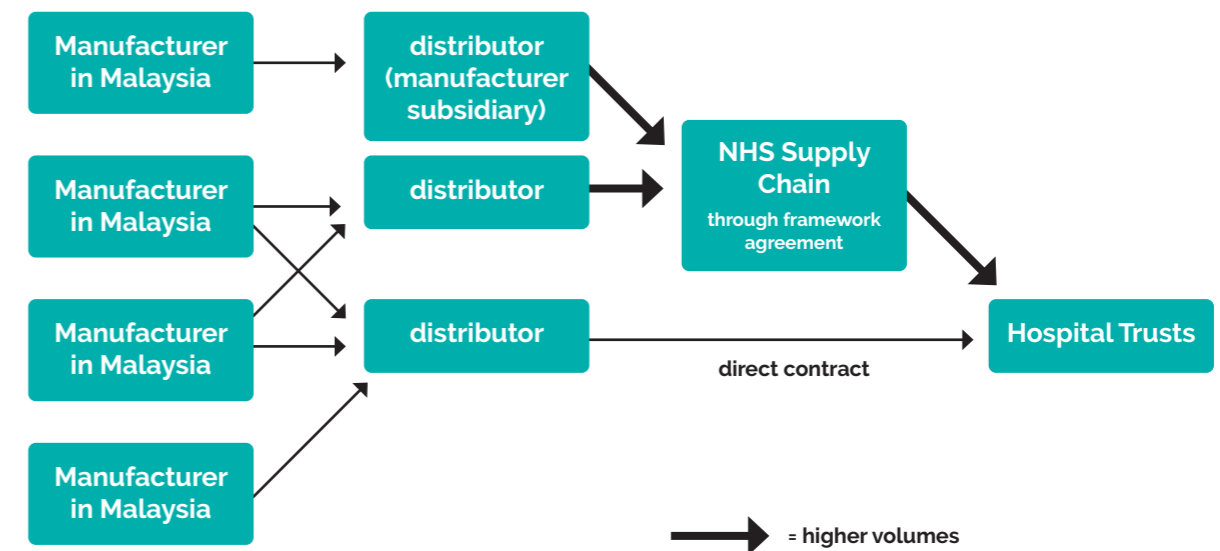 Manufacturer
in Malaysia
distributor
(manufacturer
subsidiary)
NHS Supply
Chain
through framework
agreement
Manufacturer
in Malaysia
distributor
Manufacturer
in Malaysia
distributor
direct contract
Hospital Trusts
Manufacturer
in Malaysia
= higher volumes